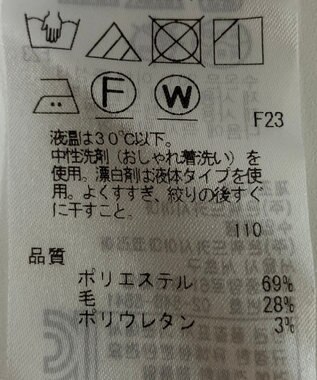 F W
F23
液温は30℃以下。
中性洗剤（おしゃれ着洗い）を
使用。漂白剤は液体タイプを使
用。よくすすぎ、絞りの後すぐ
に干すこと。
110
品質
ポリエステル 69%
毛 28%
ポリウレタン 3%